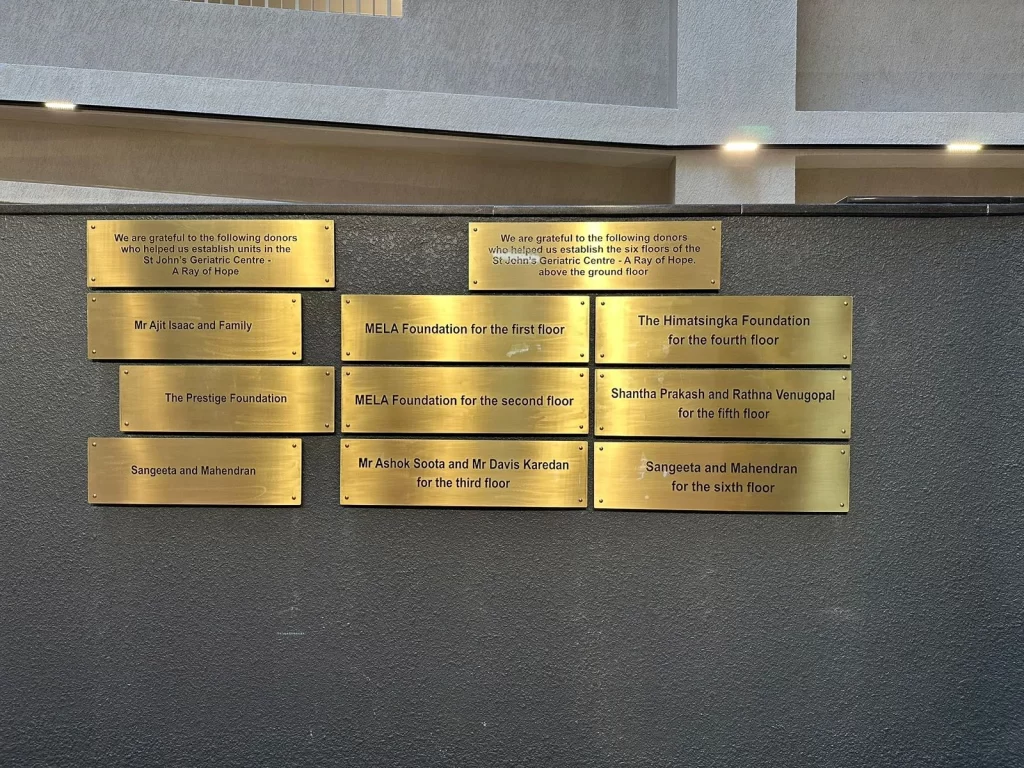 We are grateful to the following donors
who helped us establish units in the
St John's Geriatric Centre -
A Ray of Hope
Mr Ajit Isaac and Family
The Prestige Foundation
Sangeeta and Mahendran
We are grateful to the following donors
who helped us establish the six floors of the
St John's Geriatric Centre - A Ray of Hope.
above the ground floor
MELA Foundation for the first floor
MELA Foundation for the second floor
Mr Ashok Soota and Mr Davis Karedan
for the third floor
The Himatsingka Foundation
for the fourth floor
Shantha Prakash and Rathna Venugopal
for the fifth floor
Sangeeta and Mahendran
for the sixth floor